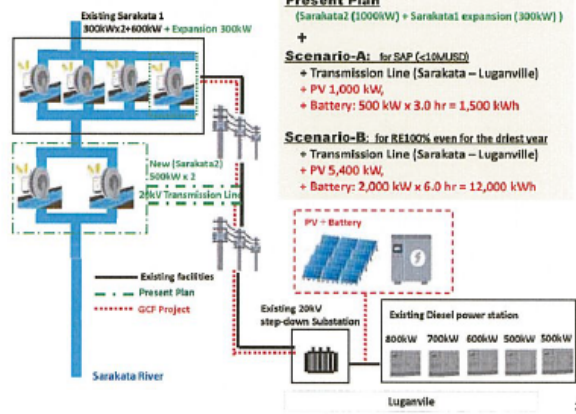 Existing Sarakata 1
300kWx2+600kW + Expansion 300kW
Present Plan
(Sarakata2 (1000kW) + Sarakata1 expansion (300kW) )
+
Scenario-A: for SAP (<10MUSD)
+ Transmission Line (Sarakata – Luganville)
+ PV 1,000 kW,
+ Battery: 500 kW x 3.0 hr = 1,500 kWh
Scenario-B: for RE100% even for the driest year
+ Transmission Line (Sarakata – Luganville)
+ PV 5,400 kW,
+ Battery: 2,000 kW x 6.0 hr = 12,000 kWh
New (Sarakata2)
500kW x 2
20kV Transmission Line
PV + Battery
Existing facilities
Present Plan
GCF Project
Existing 20kV
step-down Substation
Existing Diesel power station
800kW 700kW 600kW 500kW 500kW
Sarakata River
Luganvile